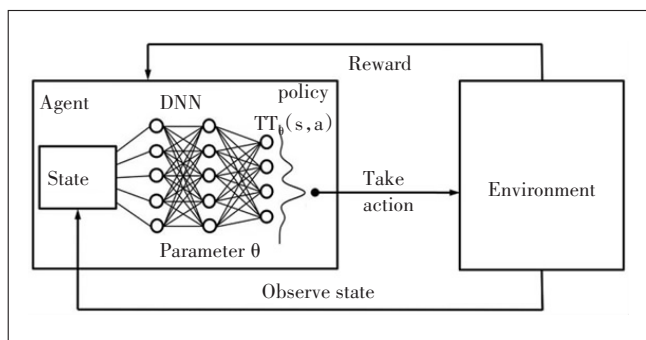 Reward
Agent
DNN
policy
TTθ(s,a)
State
Take
action
Environment
Parameter θ
Observe state